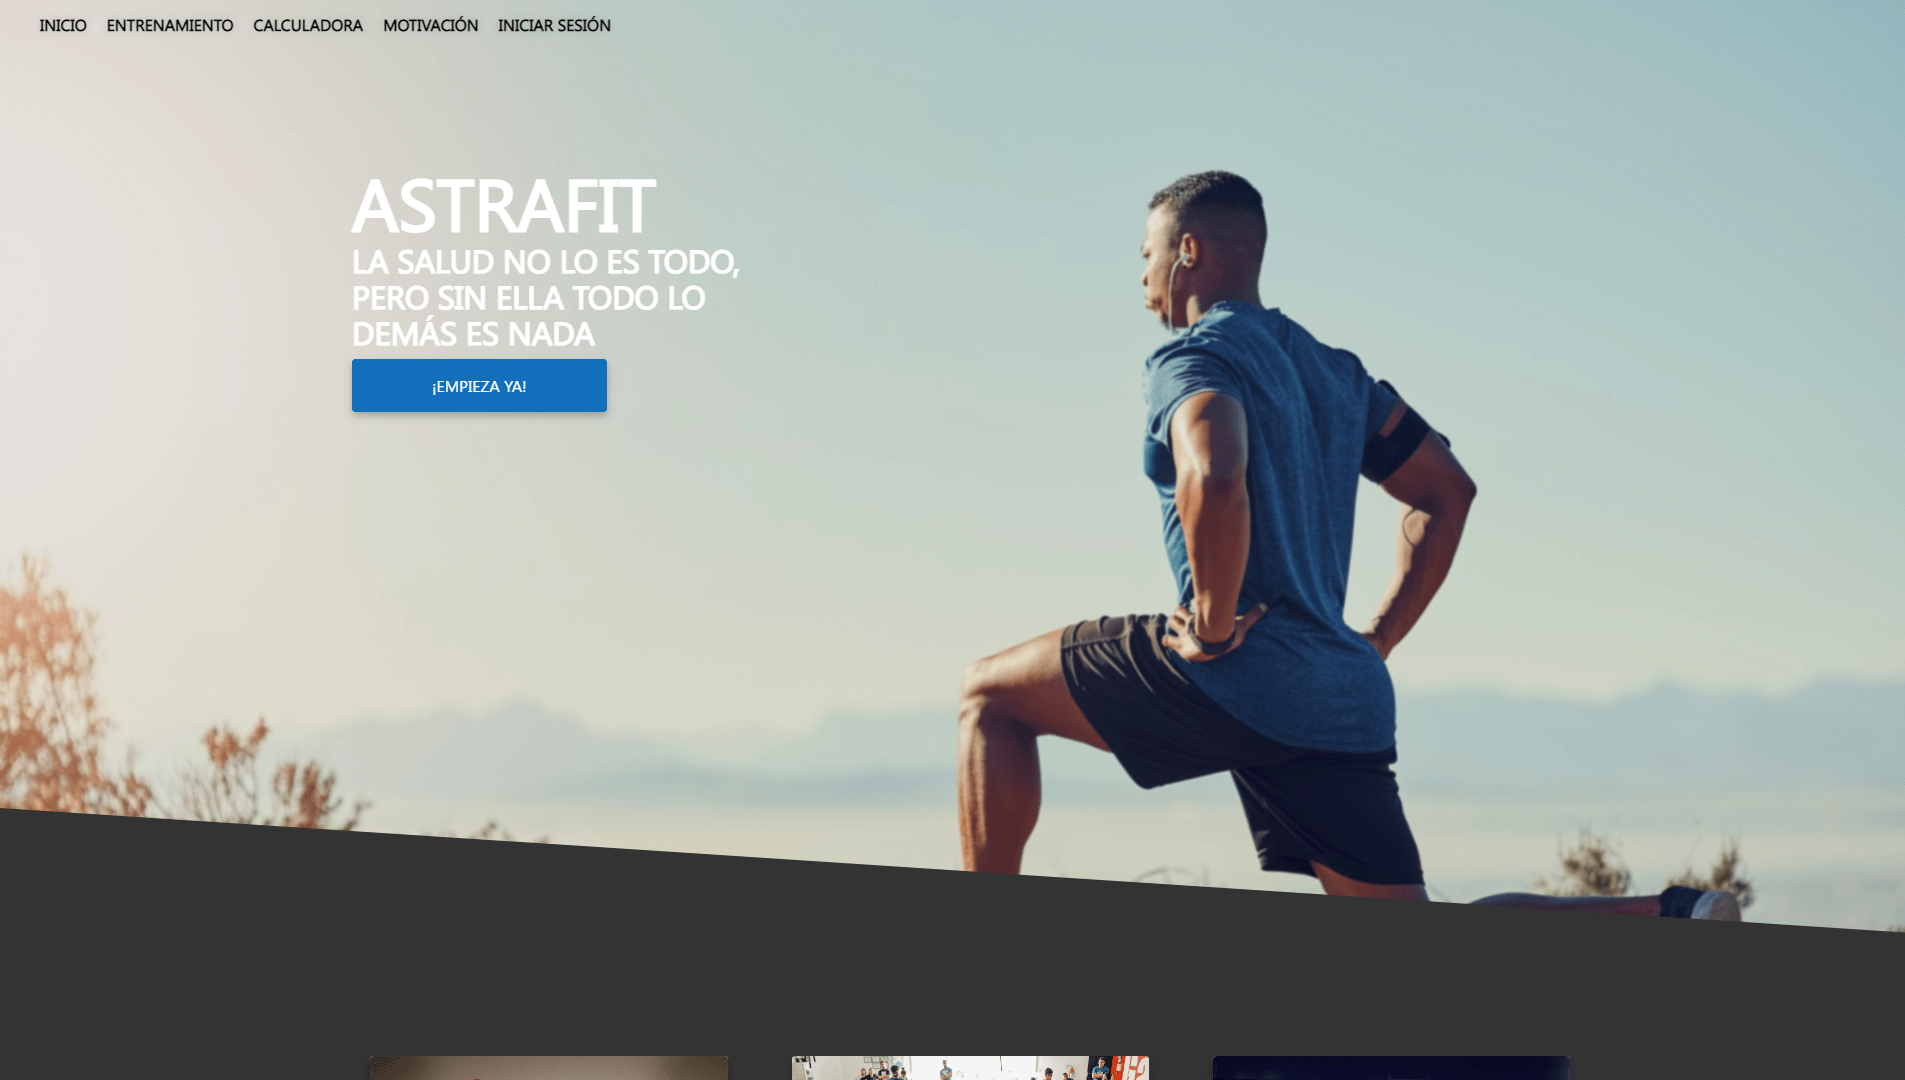 INICIO ENTRENAMIENTO CALCULADORA MOTIVACIÓN INICIAR SESIÓN
ASTRAFIT
LA SALUD NO LO ES TODO,
PERO SIN ELLA TODO LO
DEMÁS ES NADA
¡EMPIEZA YA!